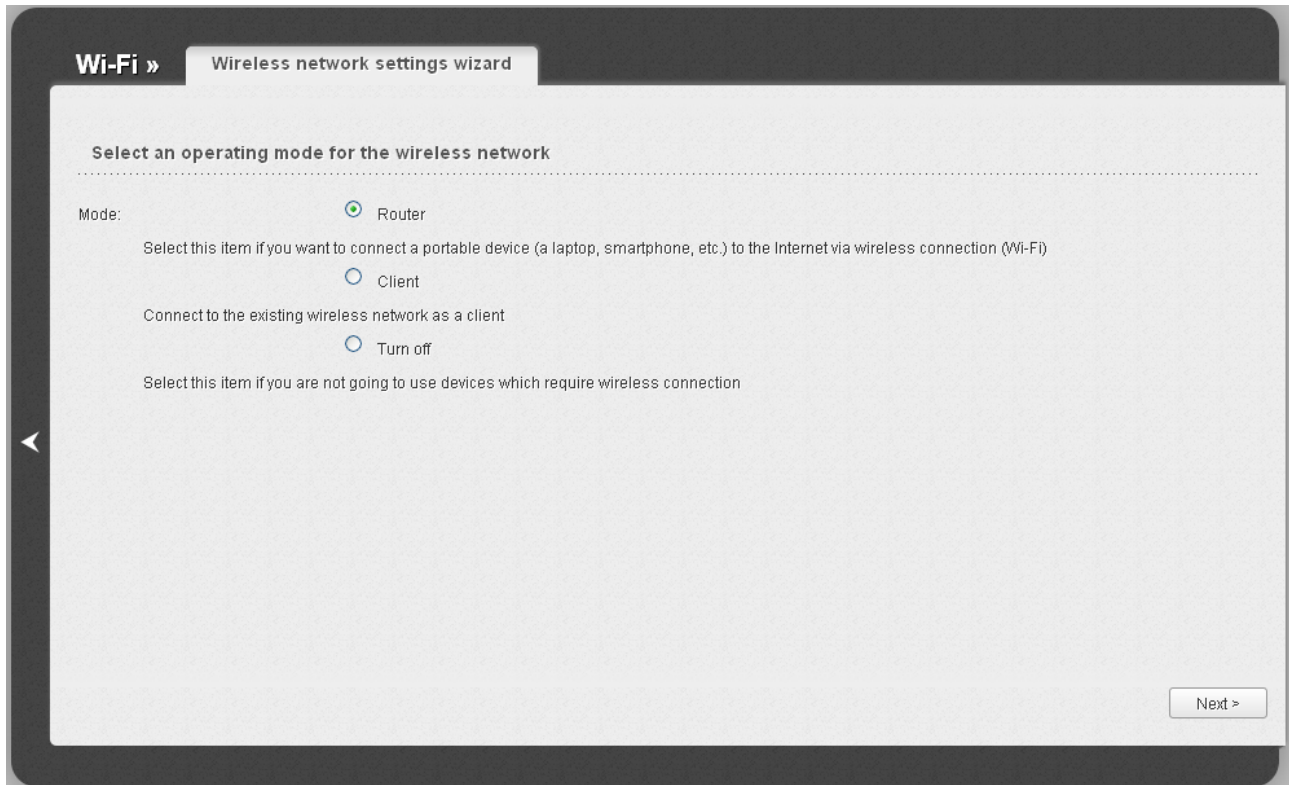 Wi-Fi »
Wireless network settings wizard
Select an operating mode for the wireless network
Mode:
Router
Select this item if you want to connect a portable device (a laptop, smartphone, etc.) to the Internet via wireless connection (Wi-Fi)
Client
Connect to the existing wireless network as a client
Turn off
Select this item if you are not going to use devices which require wireless connection
Next >